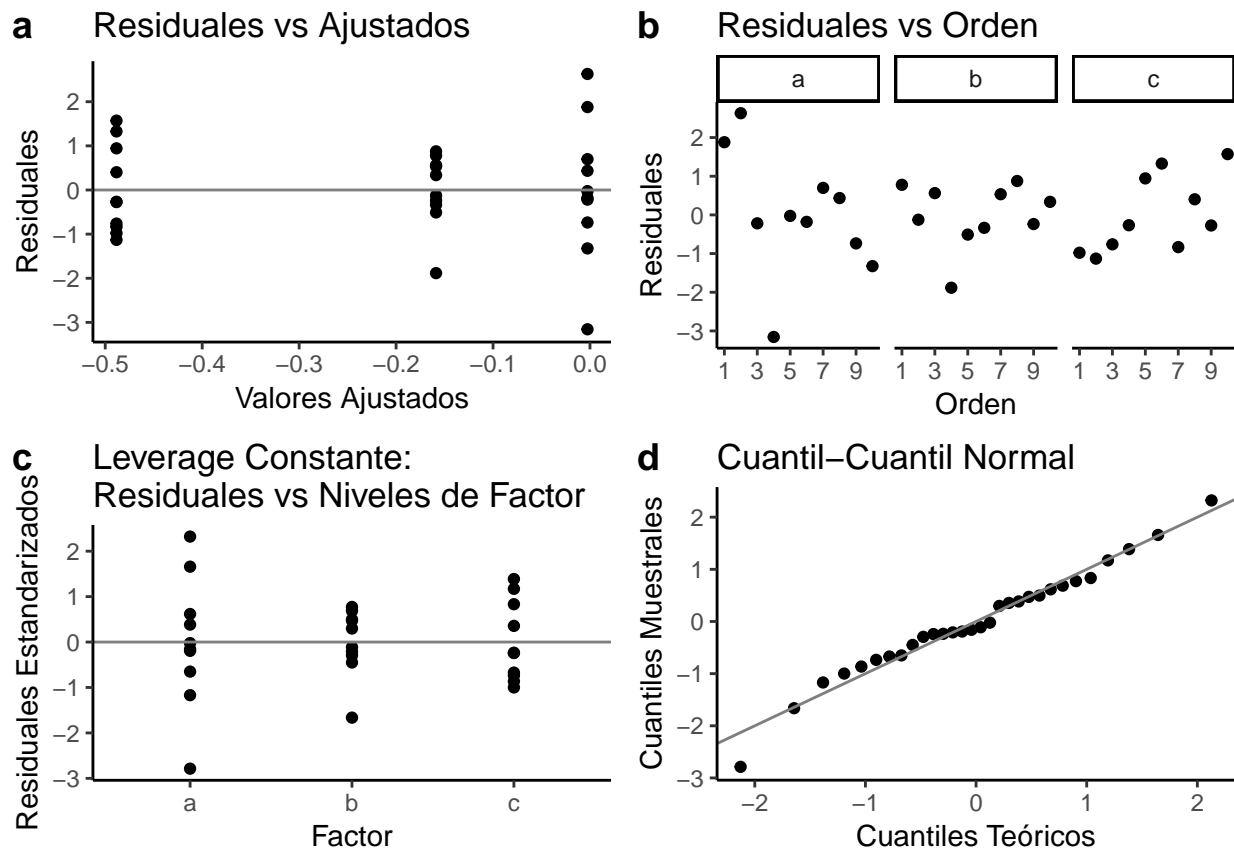 a Residuales vs Ajustados
Residuales
2
1
0
−1
−2
−3
−0.5 −0.4 −0.3 −0.2 −0.1 0.0
Valores Ajustados
b Residuales vs Orden
a b c
Residuales
2
1
0
−1
−2
−3
1 3 5 7 9 1 3 5 7 9 1 3 5 7 9
Orden
c Leverage Constante:
Residuales vs Niveles de Factor
Residuales Estandarizados
2
1
0
−1
−2
−3
a b c
Factor
d Cuantil−Cuantil Normal
Cuantiles Muestrales
2
1
0
−1
−2
−3
−2 −1 0 1 2
Cuantiles Teóricos